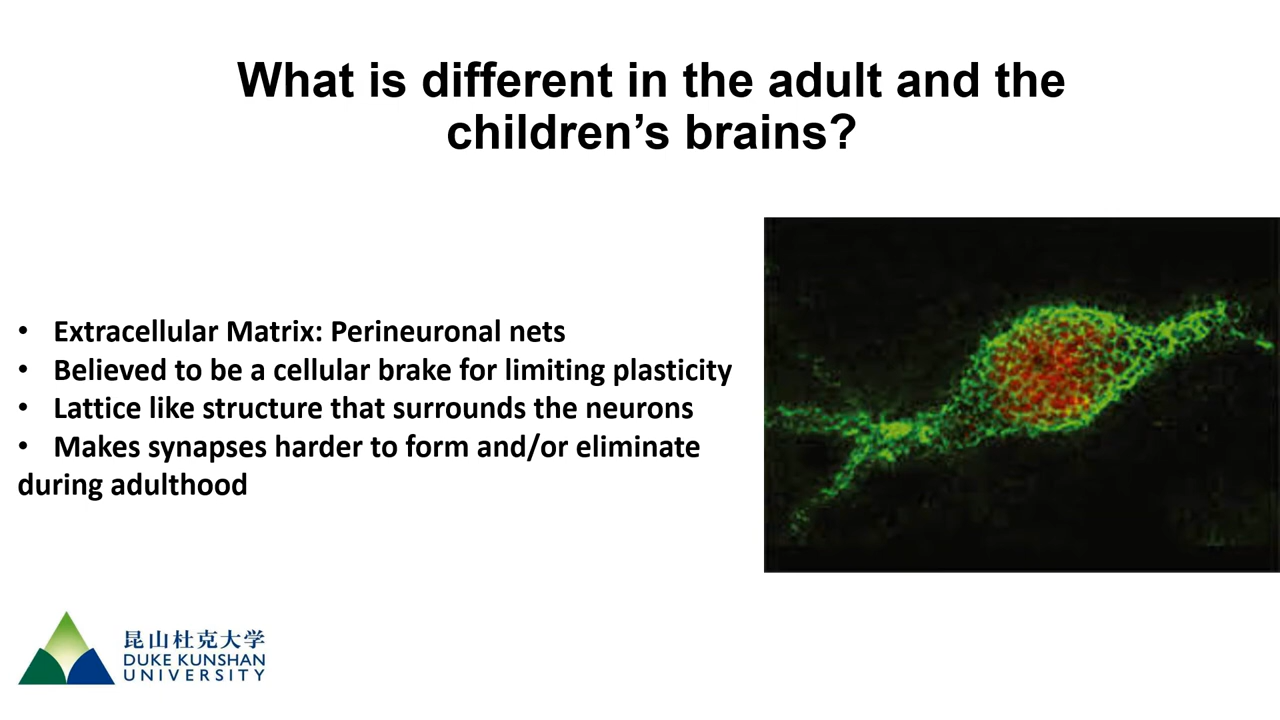 What is different in the adult and the
children’s brains?
• Extracellular Matrix: Perineuronal nets
• Believed to be a cellular brake for limiting plasticity
• Lattice like structure that surrounds the neurons
• Makes synapses harder to form and/or eliminate
during adulthood
昆山杜克大学
DUKE KUNSHAN
UNIVERSITY